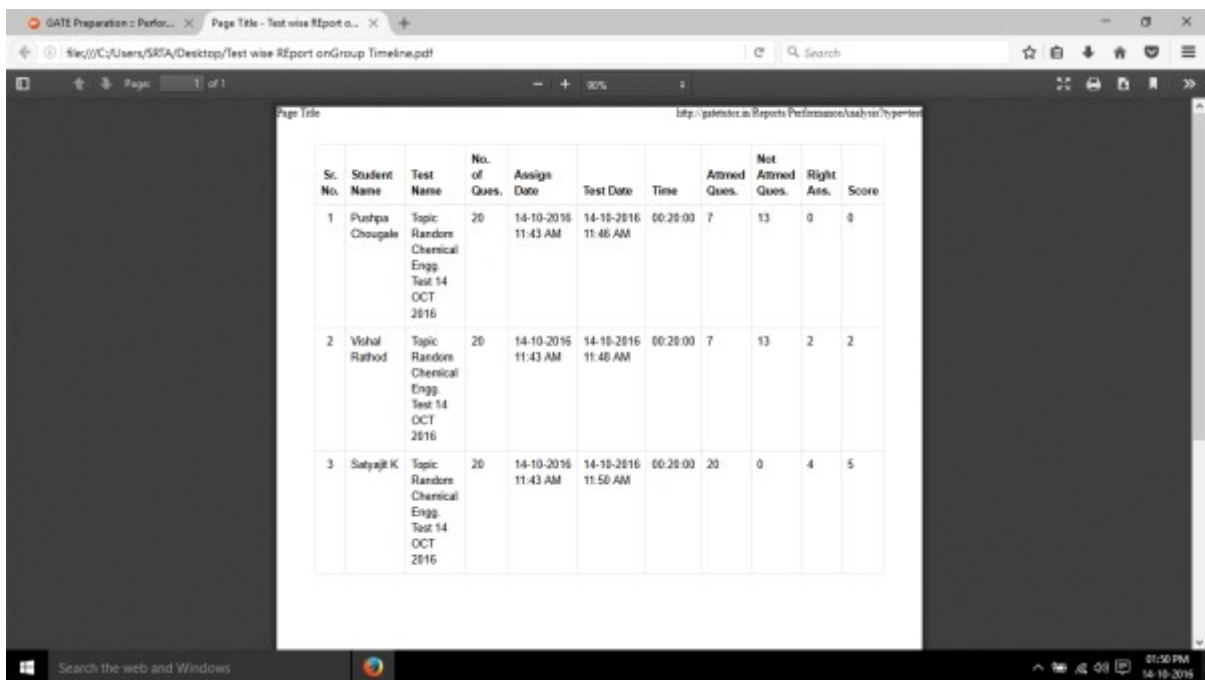 GATE Preparation :: Perfor...
Page Title - Test wise REport o...
file:///C:/Users/SRTA/Desktop/Test wise REport onGroup Timeline.pdf
Search
Page: 1 of 1
90%
Page Title
http://gatetutor.in/Reports/PerformanceAnalysis?type=test
Sr. No. Student Name Test Name No. of Ques. Assign Date Test Date Time Attmed Ques. Not Attmed Ques. Right Ans. Score
1 Pushpa Chougale Topic Random Chemical Engg. Test 14 OCT 2016 20 14-10-2016 11:43 AM 14-10-2016 11:46 AM 00:20:00 7 13 0 0
2 Vishal Rathod Topic Random Chemical Engg. Test 14 OCT 2016 20 14-10-2016 11:43 AM 14-10-2016 11:48 AM 00:20:00 7 13 2 2
3 Satyajit K Topic Random Chemical Engg. Test 14 OCT 2016 20 14-10-2016 11:43 AM 14-10-2016 11:50 AM 00:20:00 20 0 4 5
Search the web and Windows
01:50 PM
14-10-2016